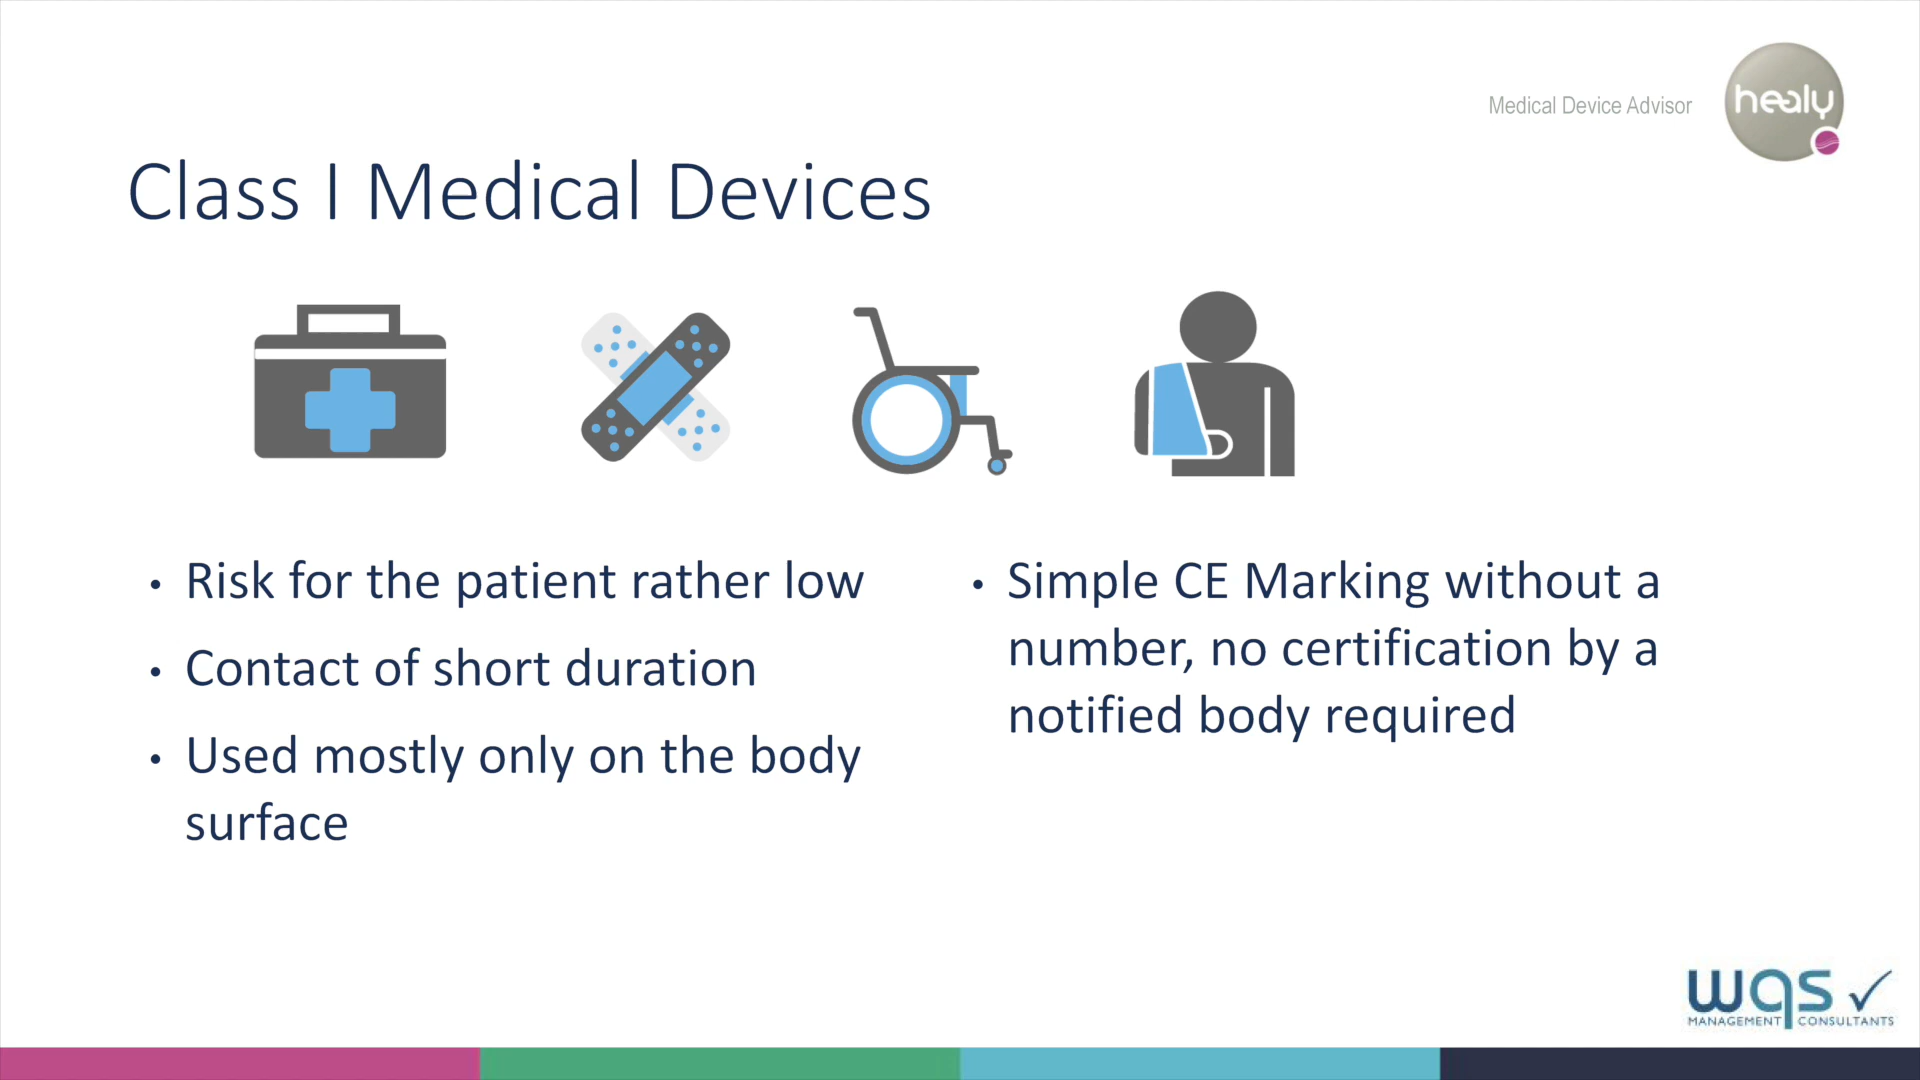 Medical Device Advisor
healy
Class I Medical Devices
• Risk for the patient rather low
• Contact of short duration
• Used mostly only on the body
surface
• Simple CE Marking without a
number, no certification by a
notified body required
wqs
MANAGEMENT CONSULTANTS